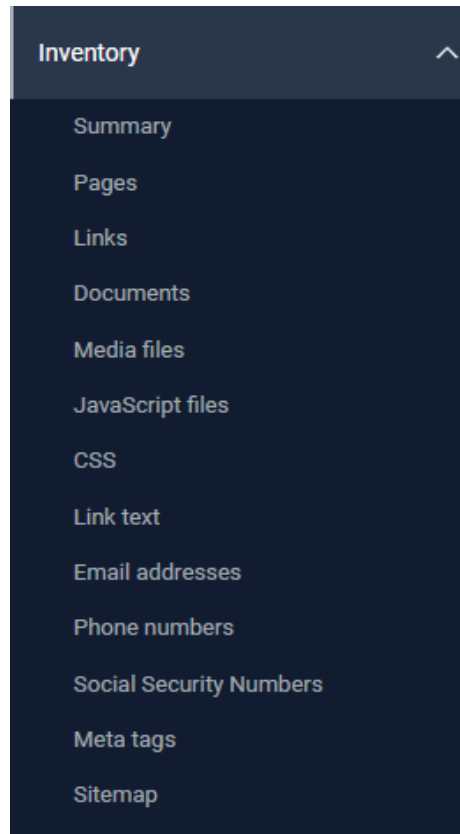 Inventory
Summary
Pages
Links
Documents
Media files
JavaScript files
CSS
Link text
Email addresses
Phone numbers
Social Security Numbers
Meta tags
Sitemap